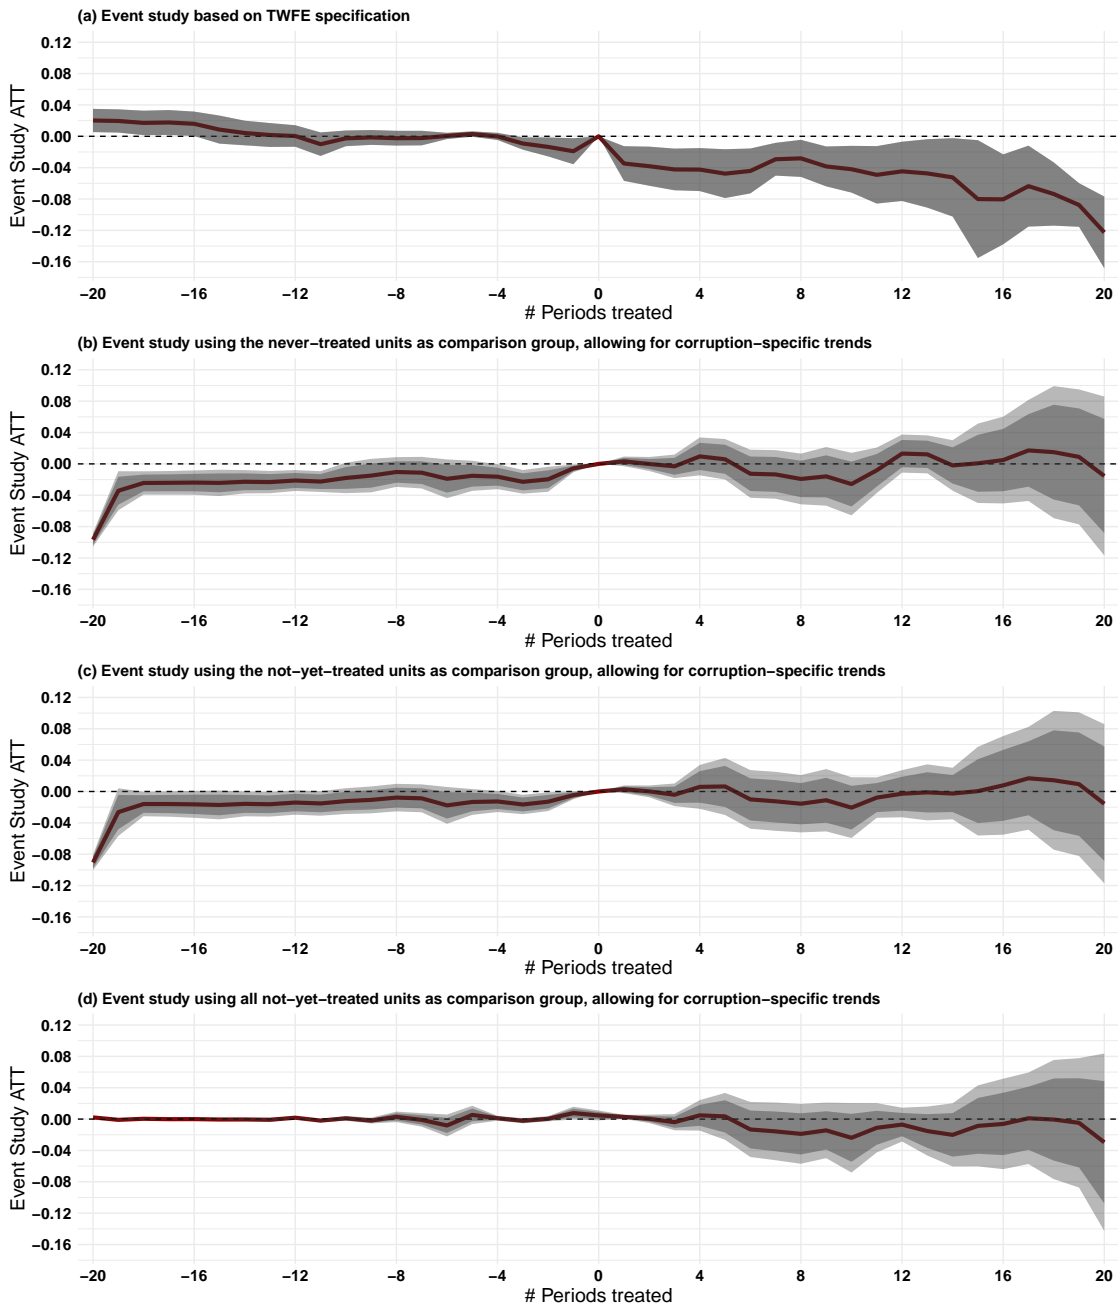 (a) Event study based on TWFE specification
Event Study ATT
0.12
0.08
0.04
0.00
−0.04
−0.08
−0.12
−0.16
−20 −16 −12 −8 −4 0 4 8 12 16 20
# Periods treated
(b) Event study using the never−treated units as comparison group, allowing for corruption−specific trends
Event Study ATT
0.12
0.08
0.04
0.00
−0.04
−0.08
−0.12
−0.16
−20 −16 −12 −8 −4 0 4 8 12 16 20
# Periods treated
(c) Event study using the not−yet−treated units as comparison group, allowing for corruption−specific trends
Event Study ATT
0.12
0.08
0.04
0.00
−0.04
−0.08
−0.12
−0.16
−20 −16 −12 −8 −4 0 4 8 12 16 20
# Periods treated
(d) Event study using all not−yet−treated units as comparison group, allowing for corruption−specific trends
Event Study ATT
0.12
0.08
0.04
0.00
−0.04
−0.08
−0.12
−0.16
−20 −16 −12 −8 −4 0 4 8 12 16 20
# Periods treated